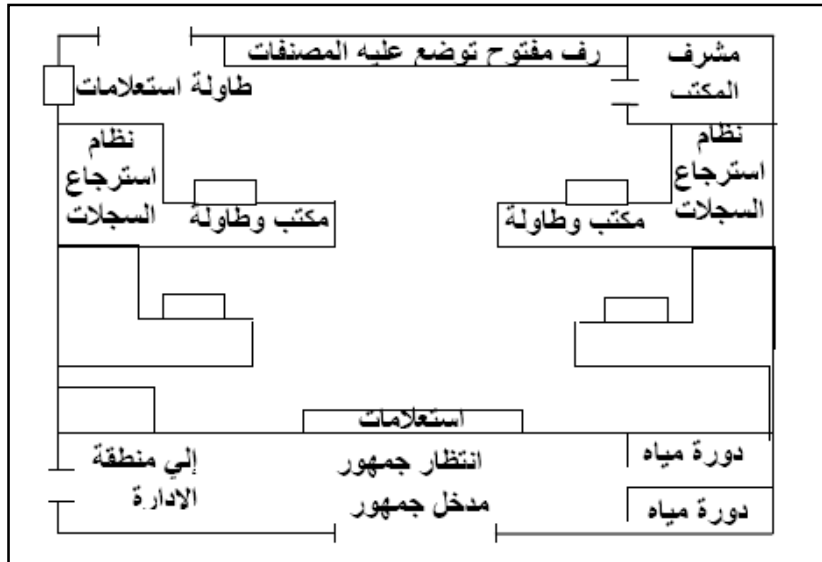 رف مفتوح توضع عليه المصنفات
مشرف
المكتب
طاولة استعلامات
نظام
استرجاع
السجلات
نظام
استرجاع
السجلات
مكتب وطاولة
مكتب وطاولة
استعلامات
دورة مياه
انتظار جمهور
إلي منطقة
الادارة
مدخل جمهور
دورة مياه